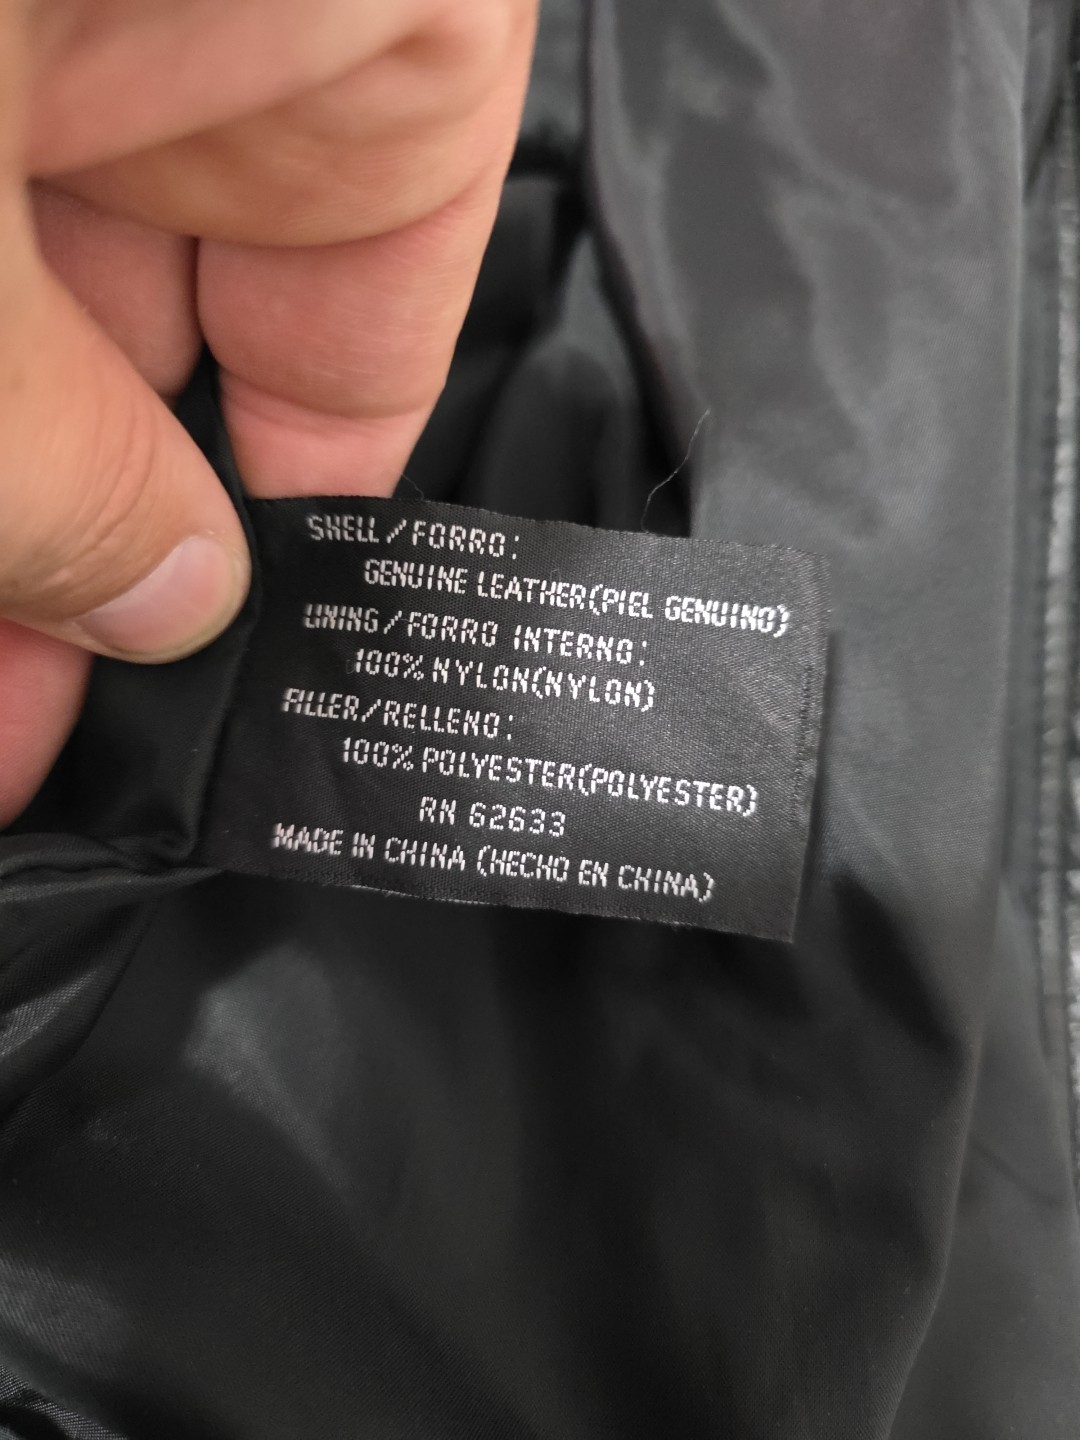 SHELL/FORRO:
GENUINE LEATHER(PIEL GENUINO)
LINING/FORRO INTERNO:
100% NYLON(NYLON)
FILLER/RELLENO:
100% POLYESTER(POLYESTER)
RN 62633
MADE IN CHINA (HECHO EN CHINA)